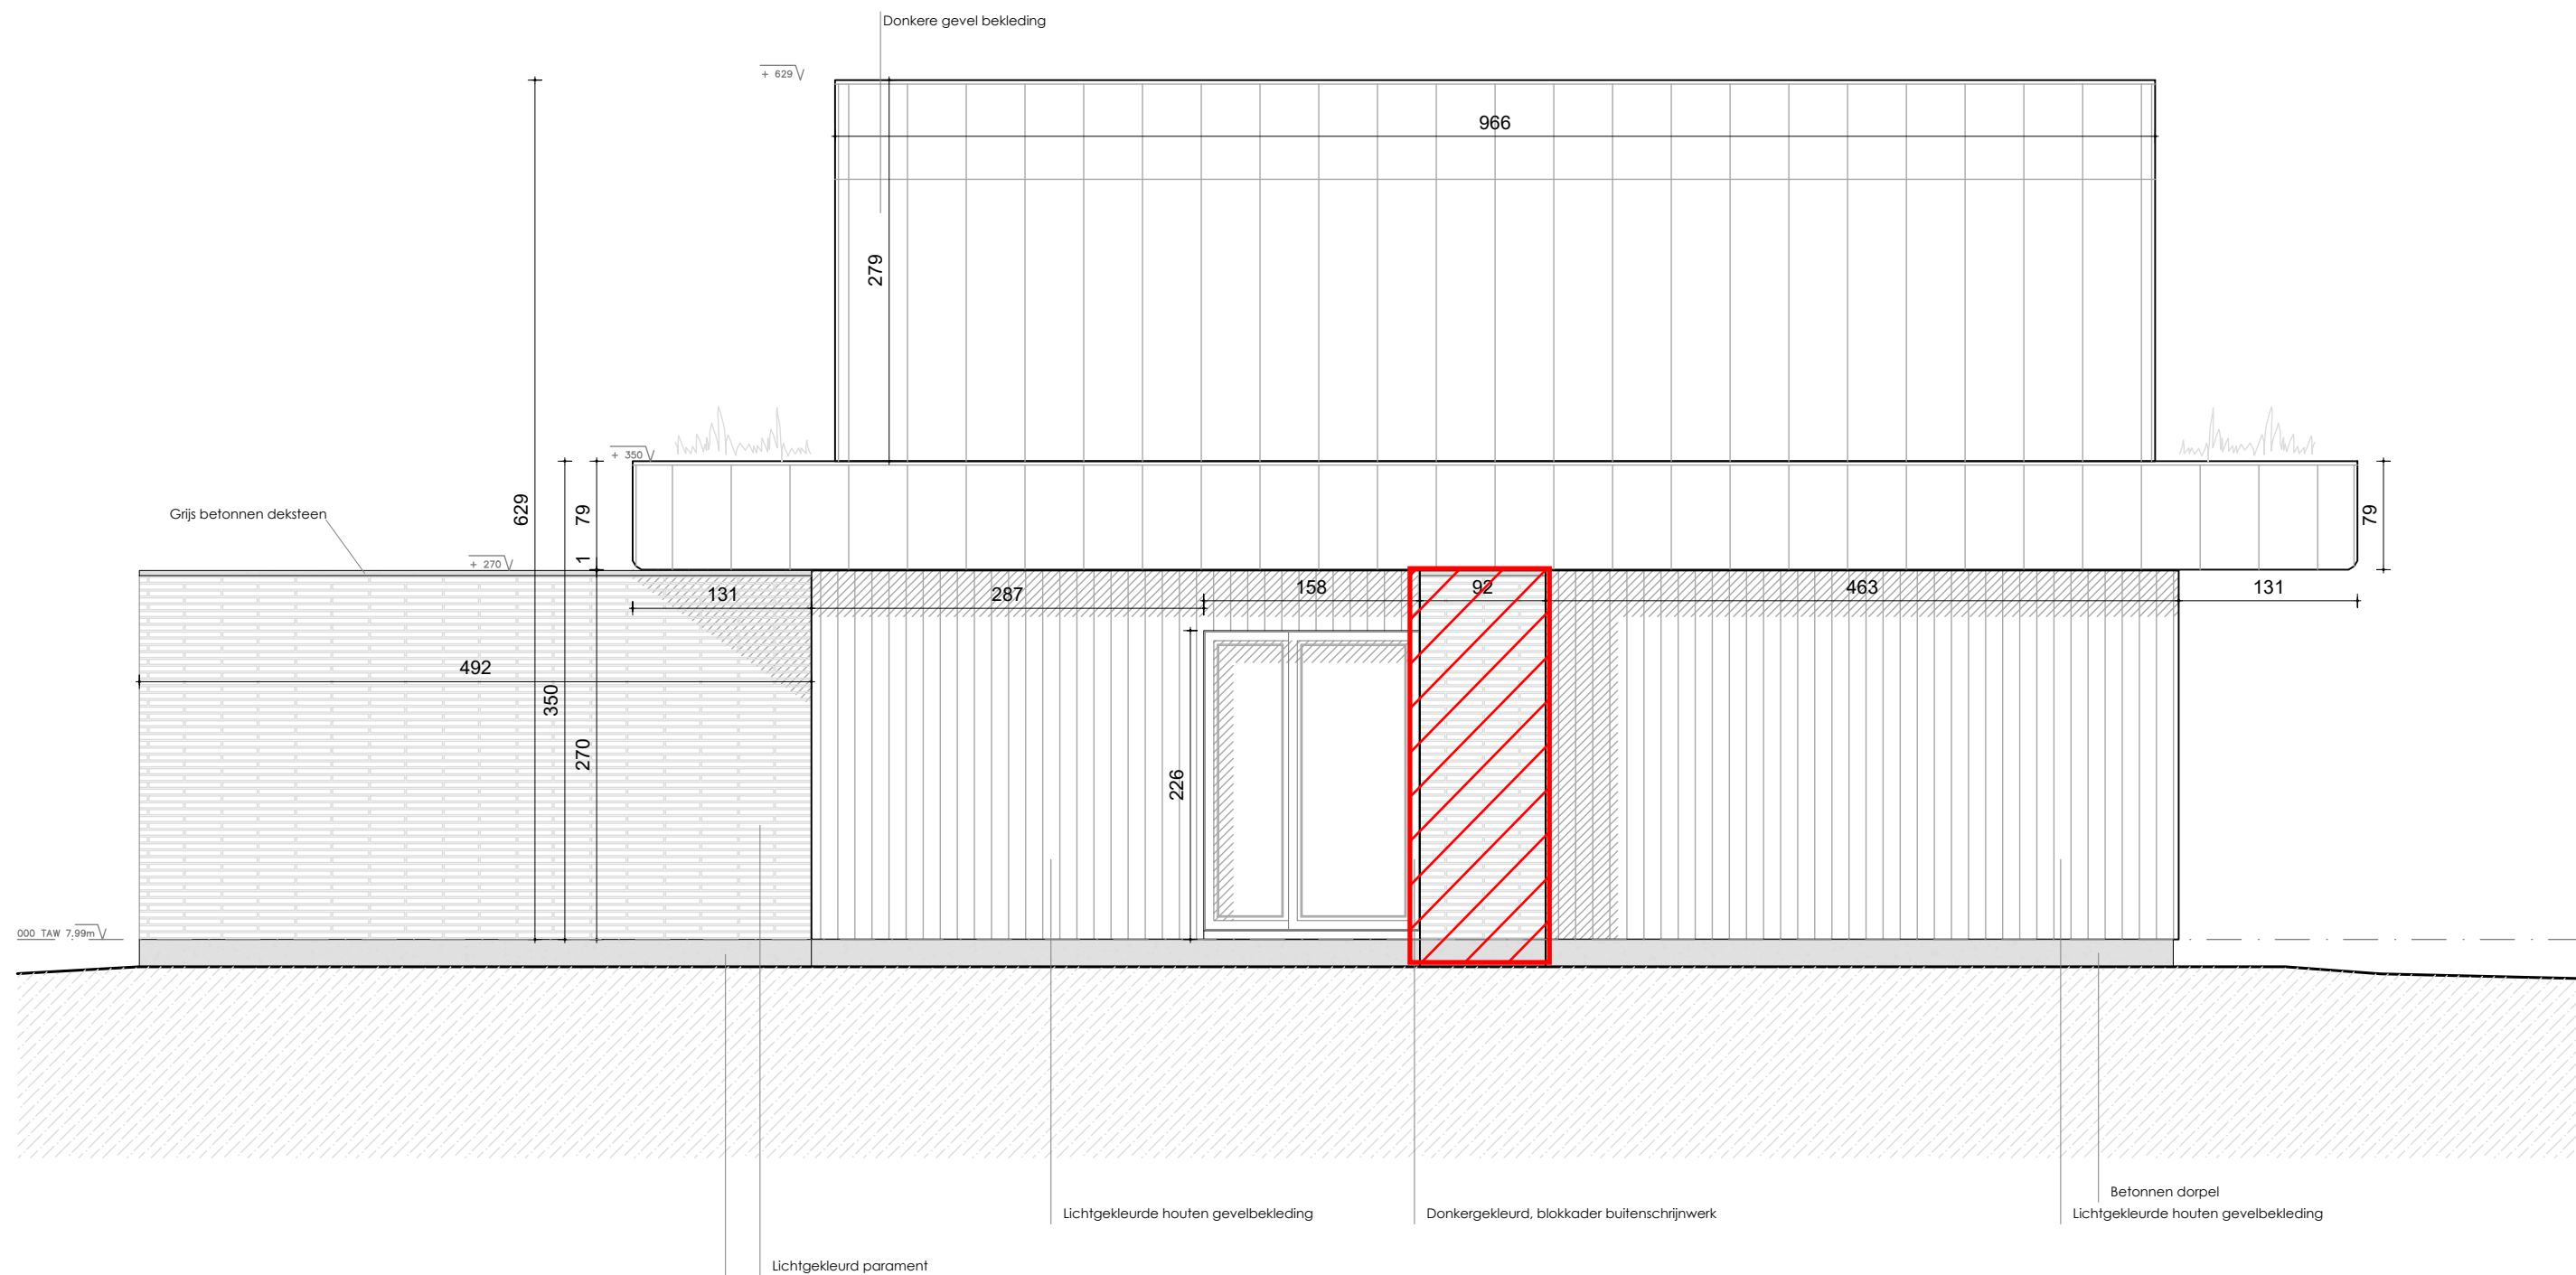 Donkere gevel bekleding
+ 629
966
279
+ 350
629
79
79
Grijs betonnen deksteen
1
+ 270
131
287
158
92
463
131
492
350
270
226
000 TAW 7.99m
Betonnen dorpel
Lichtgekleurde houten gevelbekleding
Donkergekleurd, blokkader buitenschrijnwerk
Lichtgekleurde houten gevelbekleding
Lichtgekleurd parament